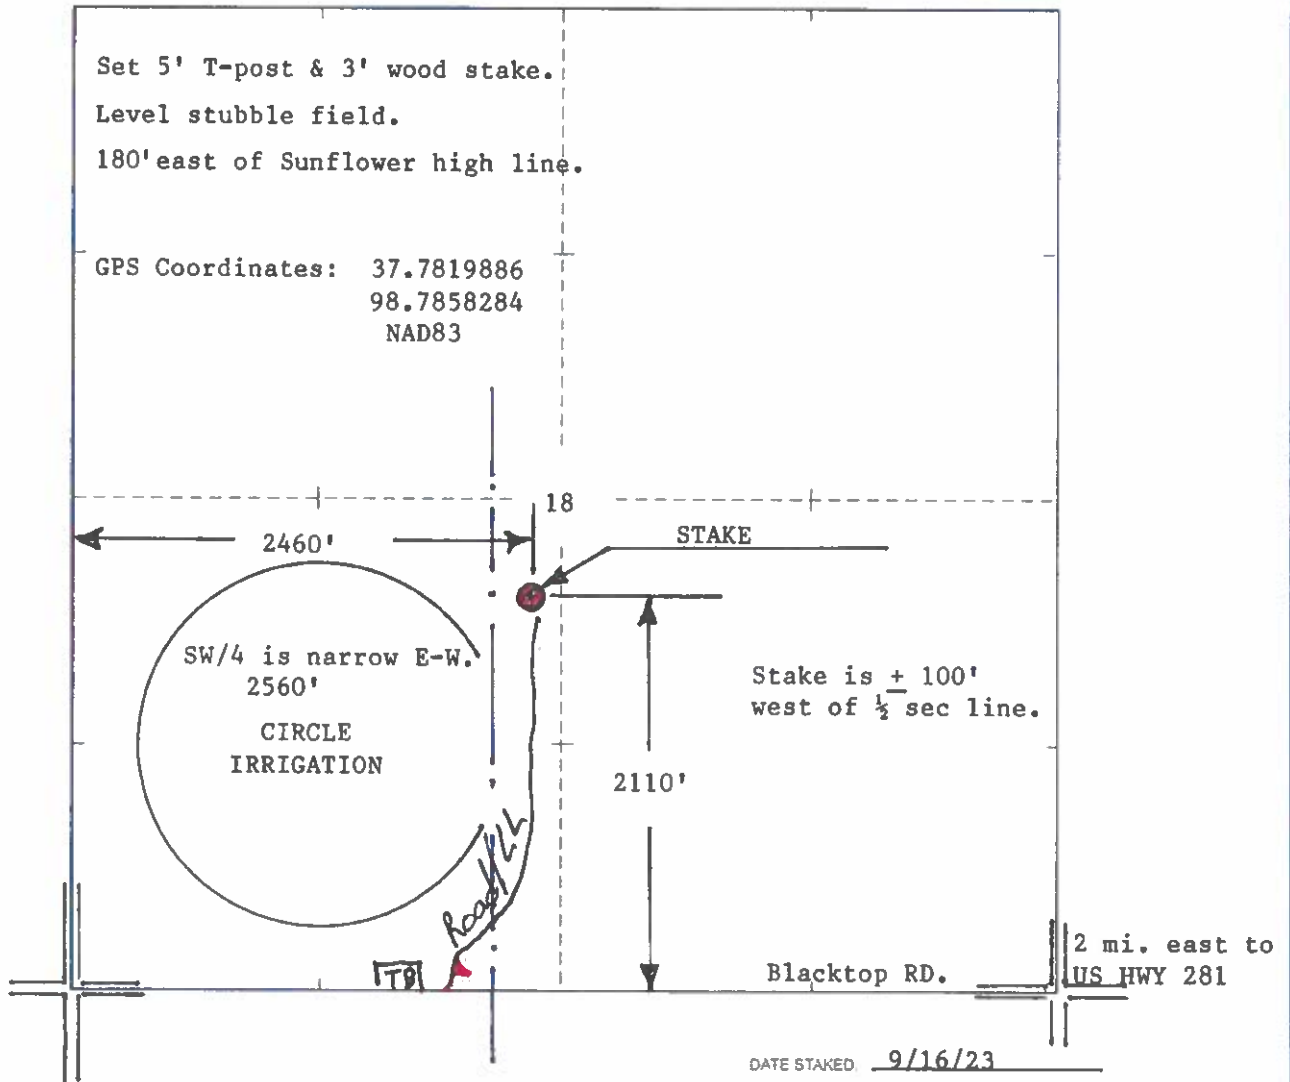 Set 5' T-post & 3' wood stake.
Level stubble field.
180'east of Sunflower high line.
GPS Coordinates: 37.7819886
98.7858284
NAD83
18
2460'
STAKE
SW/4 is narrow E-W.
2560'
CIRCLE
IRRIGATION
Stake is ± 100'
west of ½ sec line.
2110'
Road/LL
TB
Blacktop RD.
2 mi. east to
US HWY 281
DATE STAKED 9/16/23